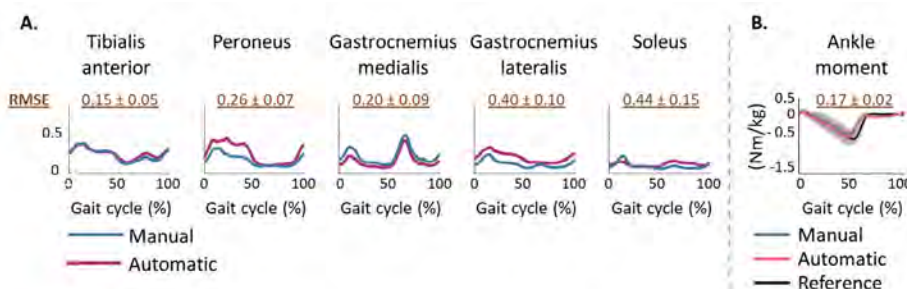 A.
B.
Tibialis anterior
Peroneus
Gastrocnemius medialis
Gastrocnemius lateralis
Soleus
Ankle moment
RMSE
0.15 ± 0.05
0.26 ± 0.07
0.20 ± 0.09
0.40 ± 0.10
0.44 ± 0.15
0.17 ± 0.02
0.5
0
0 50 100
0 50 100
0 50 100
0 50 100
0 50 100
(Nm/kg)
0.5
0
-0.5
-1.5
0 50 100
Gait cycle (%)
Gait cycle (%)
Gait cycle (%)
Gait cycle (%)
Gait cycle (%)
Gait cycle (%)
Manual
Automatic
Manual
Automatic
Reference